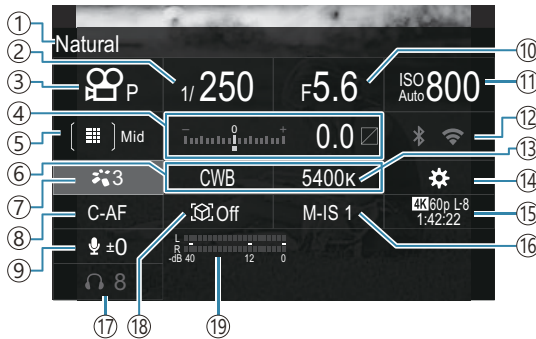 ①
Natural
②
③
P
1/250
F5.6
⑩
ISO Auto 800
⑪
④
⑤
Mid
− 0 +
0.0
⑫
⑥
CWB
5400K
⑬
⑦
3
⑭
⑧
C-AF
Off
M-IS 1
4K 60p L-8
1:42:22
⑮
⑯
⑨
±0
L
R
-dB 40 12 0
8
⑰
⑱
⑲